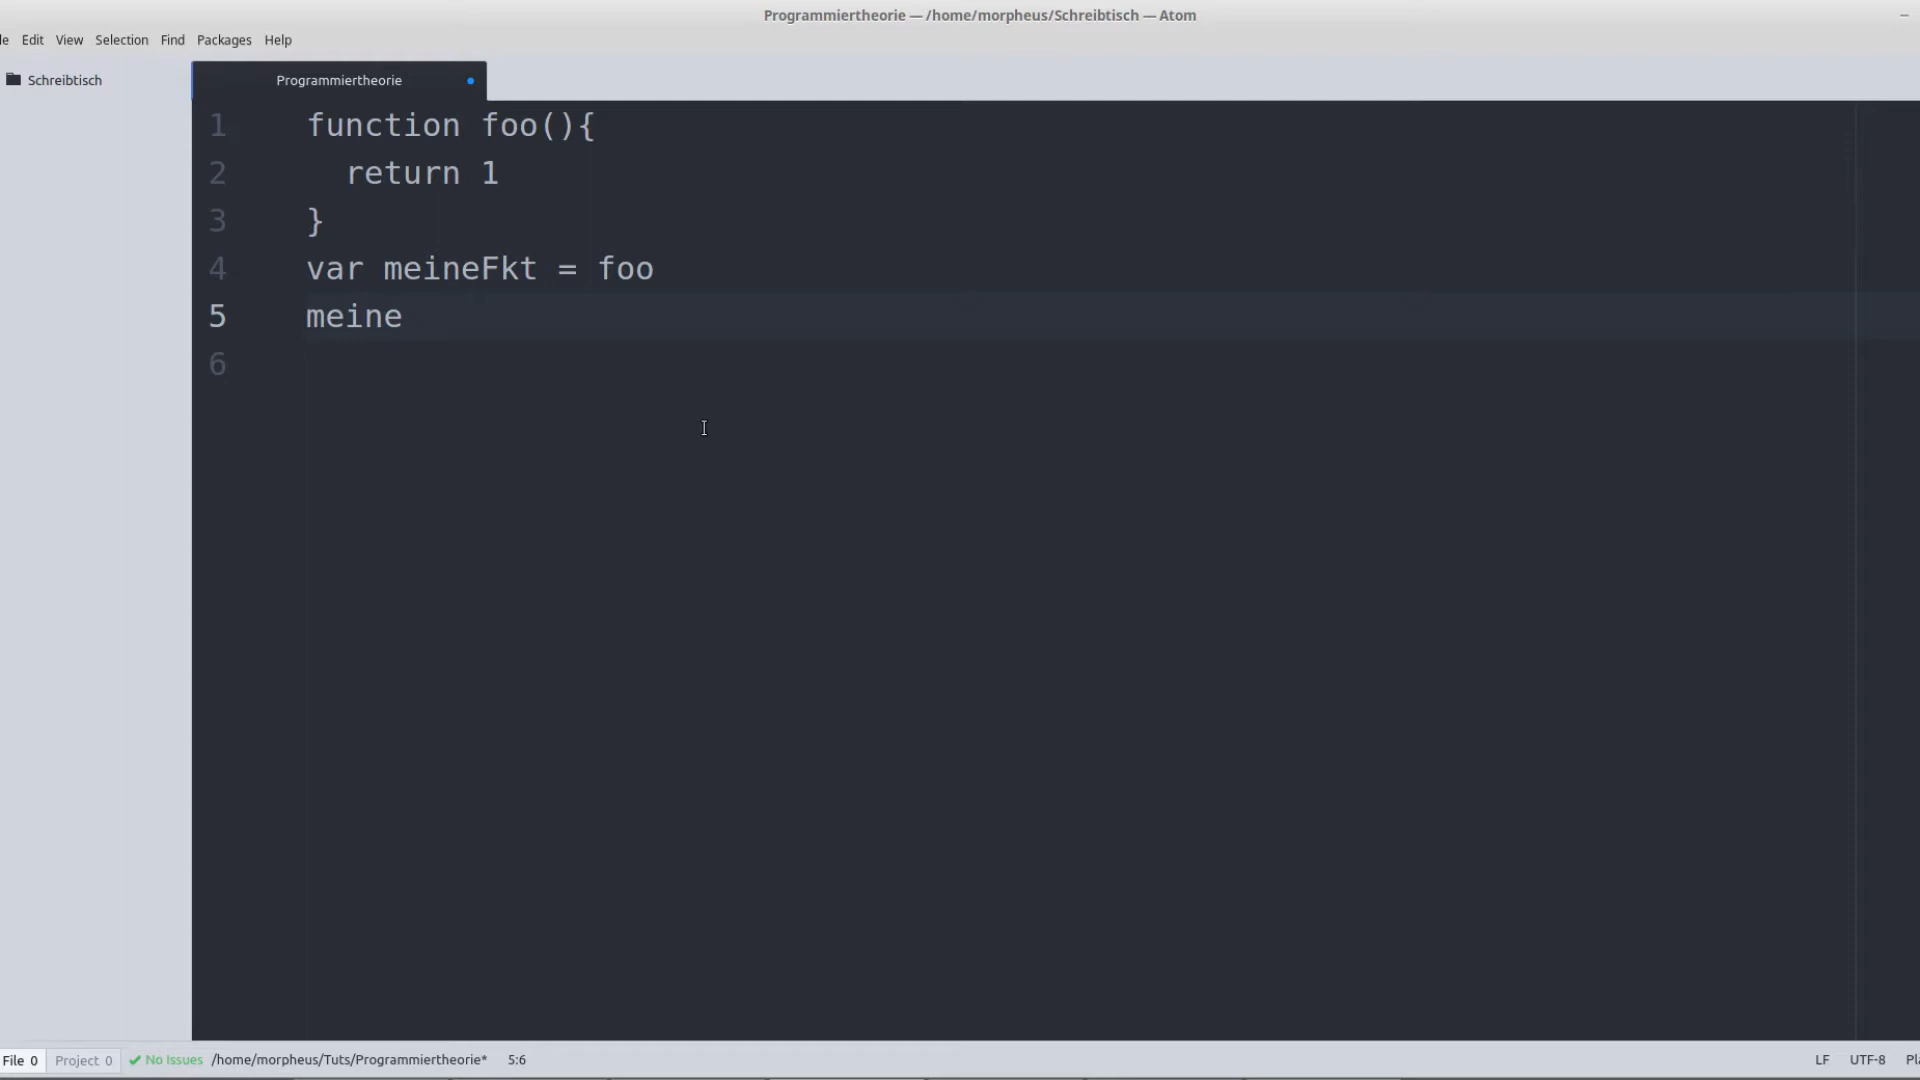 Programmiertheorie — /home/morpheus/Schreibtisch — Atom
le Edit View Selection Find Packages Help
Schreibtisch
Programmiertheorie
1 function foo(){
2   return 1
3 }
4 var meineFkt = foo
5 meine
6
File 0 Project 0 No Issues /home/morpheus/Tuts/Programmiertheorie* 5:6 LF UTF-8 Pl